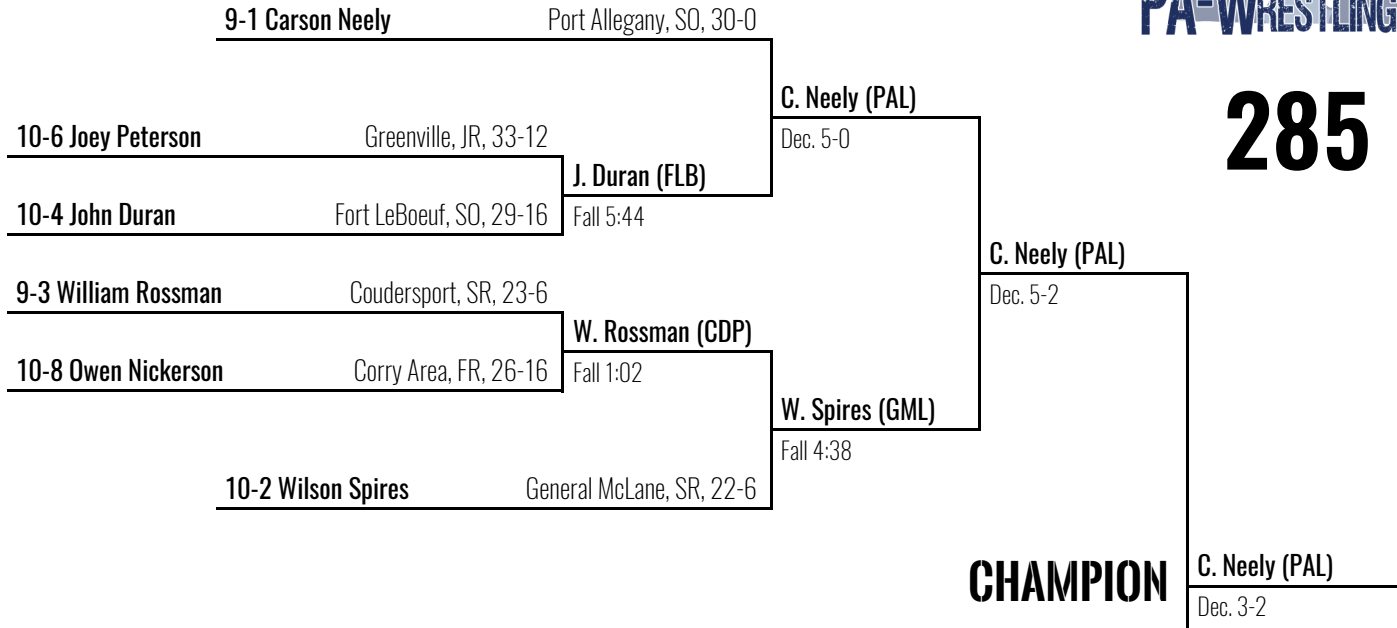 PA-WRESTLING
9-1 Carson Neely Port Allegany, SO, 30-0
285
C. Neely (PAL)
Dec. 5-0
10-6 Joey Peterson Greenville, JR, 33-12
J. Duran (FLB)
Fall 5:44
10-4 John Duran Fort LeBoeuf, SO, 29-16
C. Neely (PAL)
Dec. 5-2
9-3 William Rossman Coudersport, SR, 23-6
W. Rossman (CDP)
Fall 1:02
10-8 Owen Nickerson Corry Area, FR, 26-16
W. Spires (GML)
Fall 4:38
10-2 Wilson Spires General McLane, SR, 22-6
CHAMPION
C. Neely (PAL)
Dec. 3-2